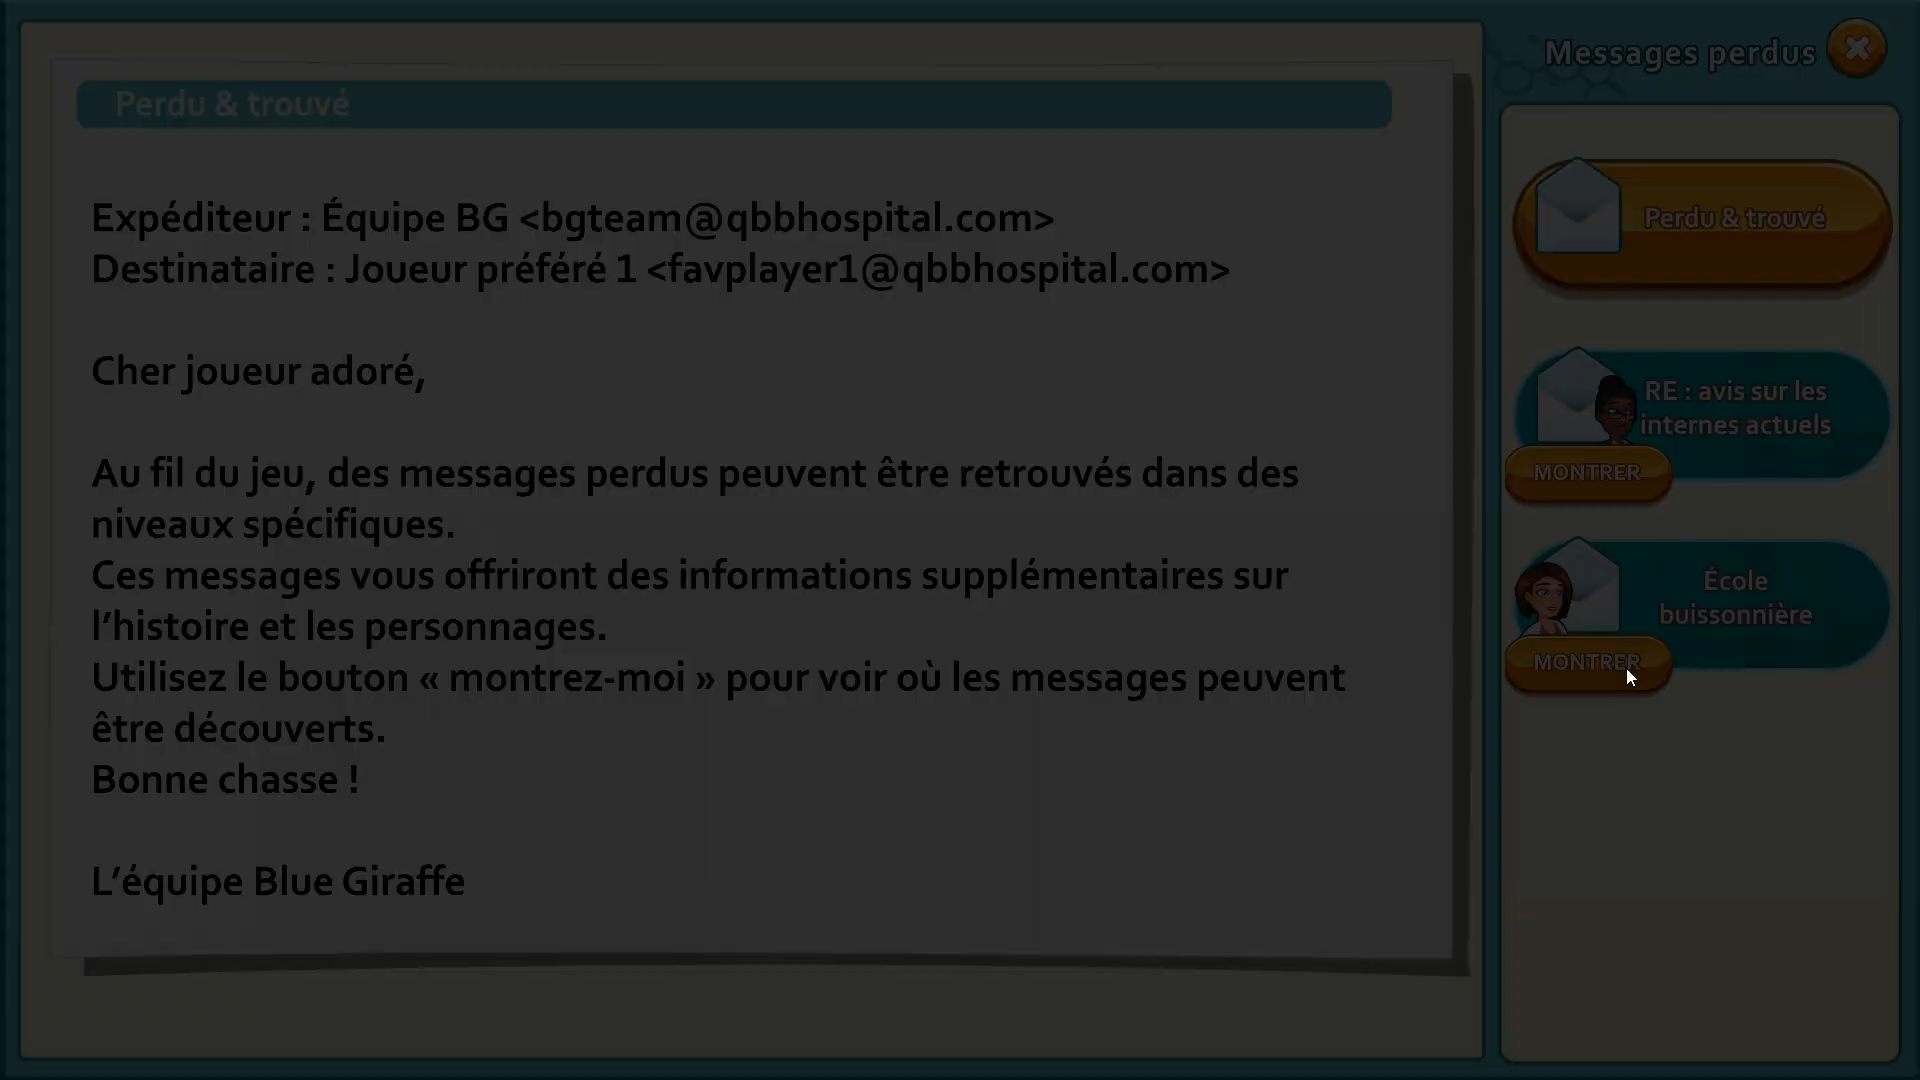 Perdu & trouvé
Expéditeur : Équipe BG <bgteam@qbbhospital.com>
Destinataire : Joueur préféré 1 <favplayer1@qbbhospital.com>
Cher joueur adoré,
Au fil du jeu, des messages perdus peuvent être retrouvés dans des
niveaux spécifiques.
Ces messages vous offriront des informations supplémentaires sur
l’histoire et les personnages.
Utilisez le bouton « montrez-moi » pour voir où les messages peuvent
être découverts.
Bonne chasse !
L’équipe Blue Giraffe
Messages perdus
Perdu & trouvé
RE : avis sur les
internes actuels
MONTRER
École
buissonnière
MONTRER